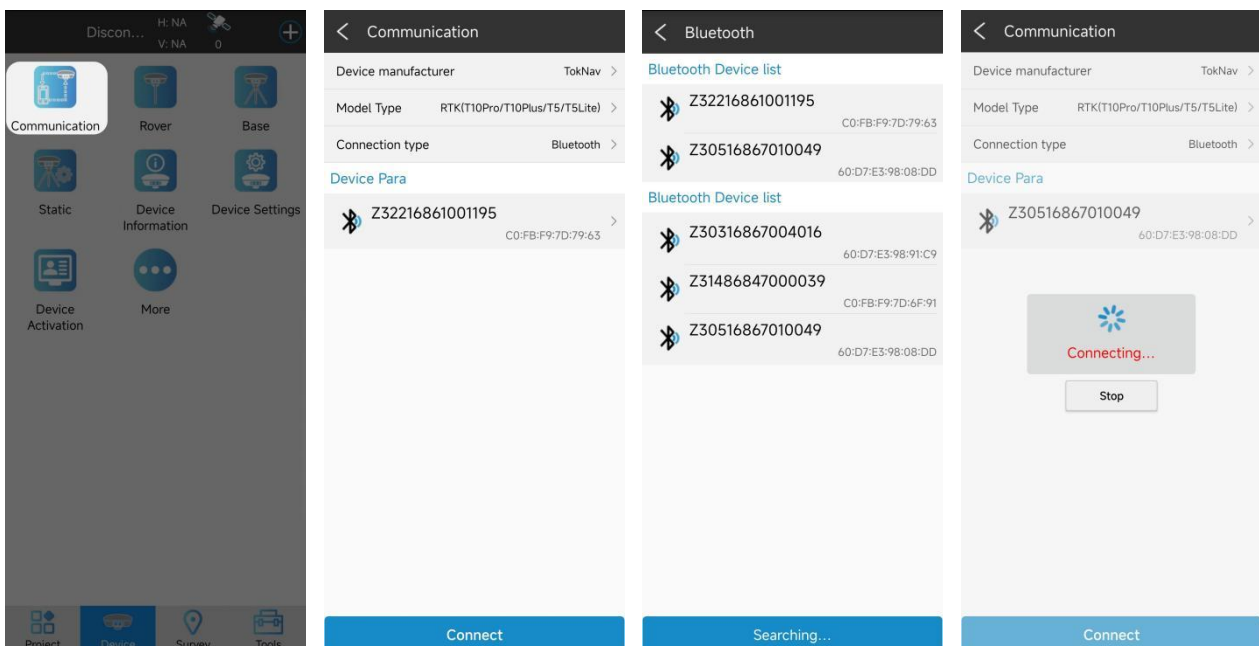 Discon...
H: NA
V: NA
0
Communication
Rover
Base
Static
Device
Information
Device Settings
Device
Activation
More
Project
Device
Survey
Tools
Communication
Device manufacturer TokNav
Model Type RTK(T10Pro/T10Plus/T5/T5Lite)
Connection type Bluetooth
Device Para
Z32216861001195
C0:FB:F9:7D:79:63
Connect
Bluetooth
Bluetooth Device list
Z32216861001195
C0:FB:F9:7D:79:63
Z30516867010049
60:D7:E3:98:08:DD
Bluetooth Device list
Z30316867004016
60:D7:E3:98:91:C9
Z31486847000039
C0:FB:F9:7D:6F:91
Z30516867010049
60:D7:E3:98:08:DD
Searching...
Communication
Device manufacturer TokNav
Model Type RTK(T10Pro/T10Plus/T5/T5Lite)
Connection type Bluetooth
Device Para
Z30516867010049
60:D7:E3:98:08:DD
Connecting...
Stop
Connect